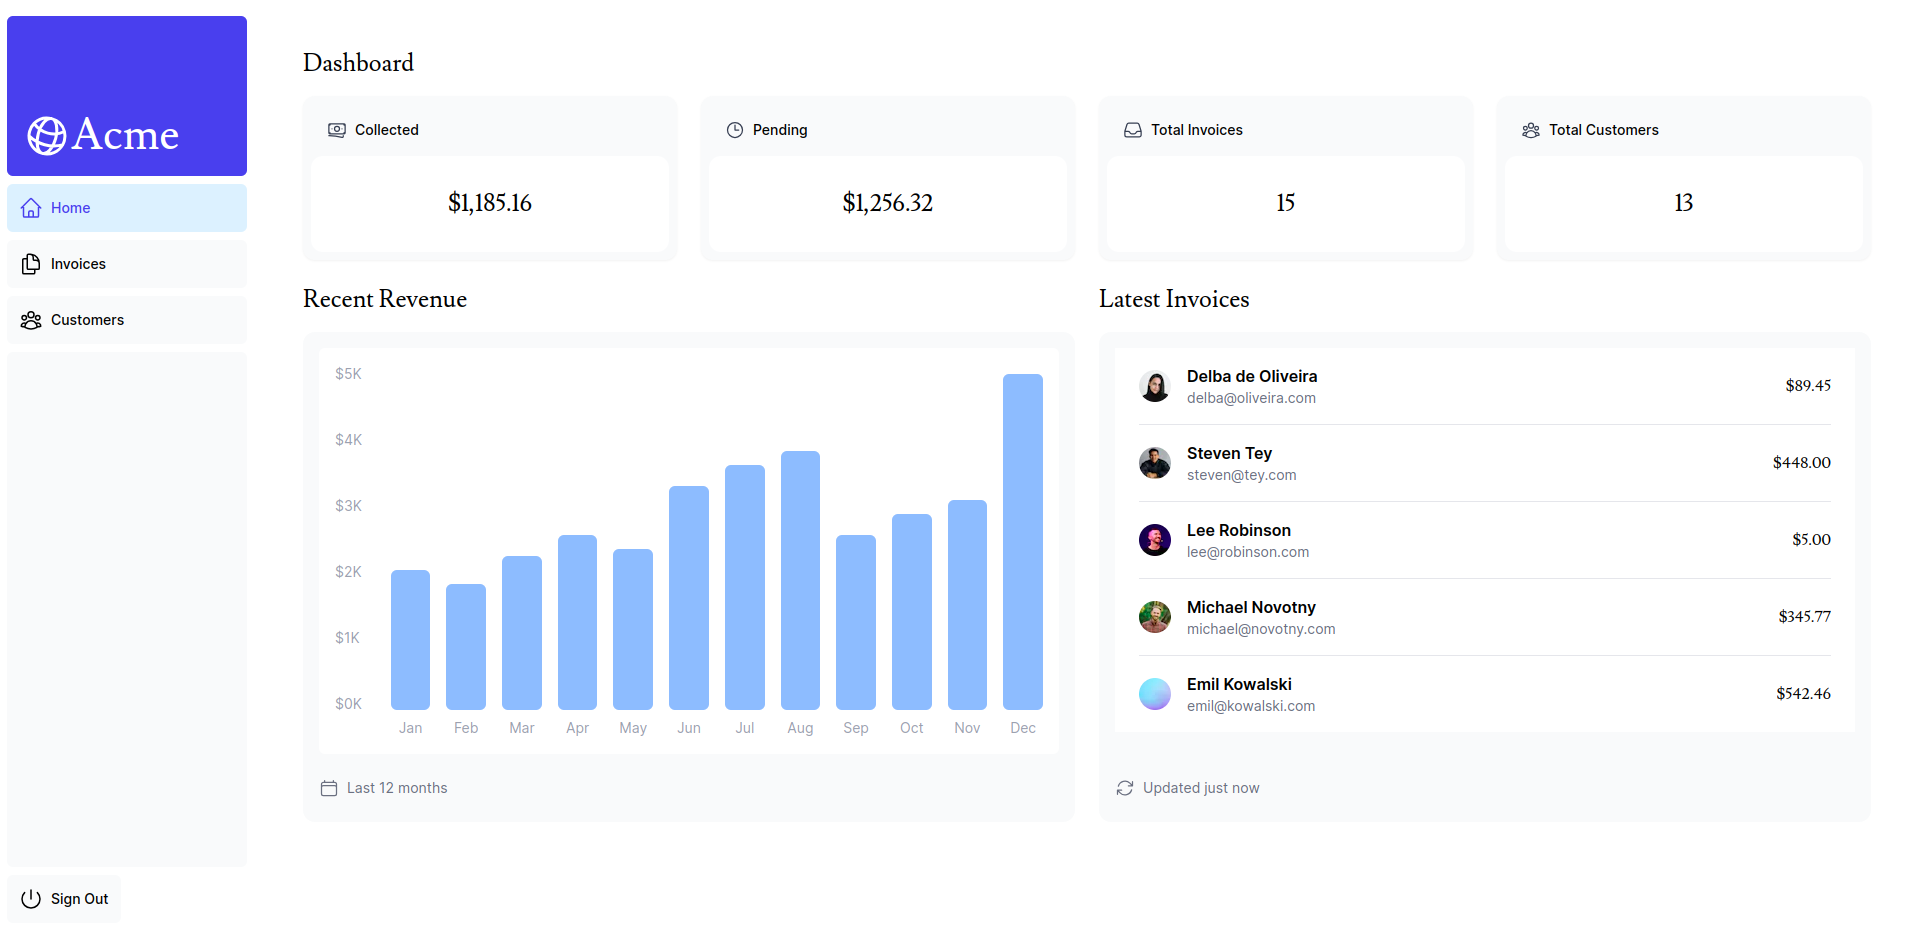 Acme
Home
Invoices
Customers
Sign Out
Dashboard
Collected
$1,185.16
Pending
$1,256.32
Total Invoices
15
Total Customers
13
Recent Revenue
$5K
$4K
$3K
$2K
$1K
$0K
Jan Feb Mar Apr May Jun Jul Aug Sep Oct Nov Dec
Last 12 months
Latest Invoices
Delba de Oliveira
delba@oliveira.com
$89.45
Steven Tey
steven@tey.com
$448.00
Lee Robinson
lee@robinson.com
$5.00
Michael Novotny
michael@novotny.com
$345.77
Emil Kowalski
emil@kowalski.com
$542.46
Updated just now